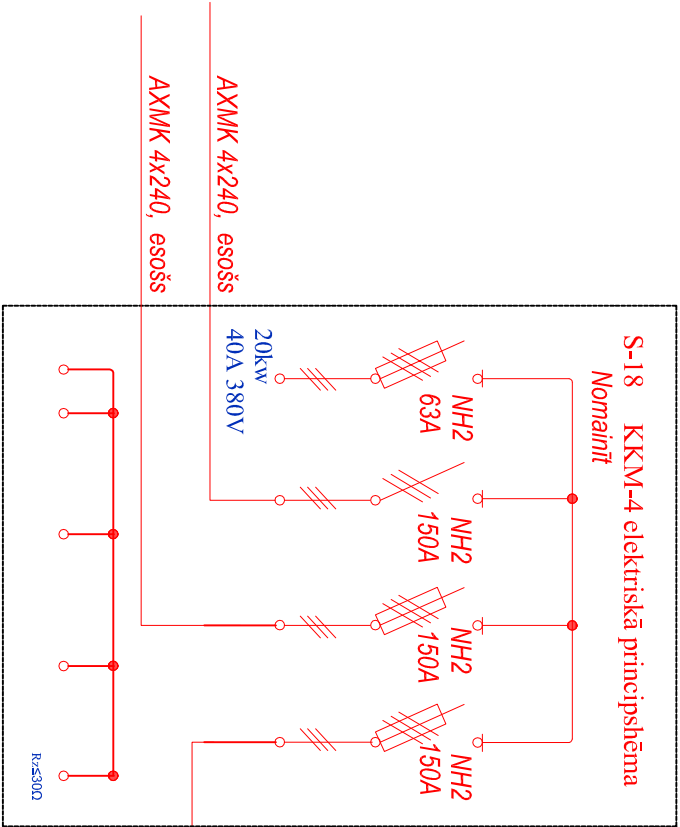 S-18 KKM-4 elektriskā principshēma
Nomainīt
NH2
63A
NH2
150A
NH2
150A
NH2
150A
20kw
40A 380V
AXMK 4x240, esošs
AXMK 4x240, esošs
Rz≤30Ω